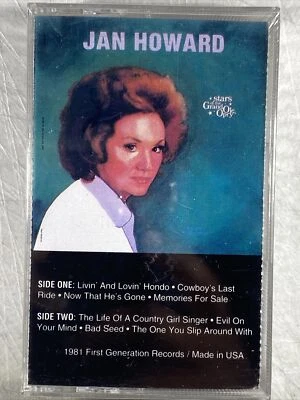 JAN HOWARD
stars
Grand Ole
Opry
SIDE ONE: Livin' And Lovin' Hondo • Cowboy's Last
Ride • Now That He's Gone • Memories For Sale
SIDE TWO: The Life Of A Country Girl Singer • Evil On
Your Mind • Bad Seed • The One You Slip Around With
1981 First Generation Records / Made in USA